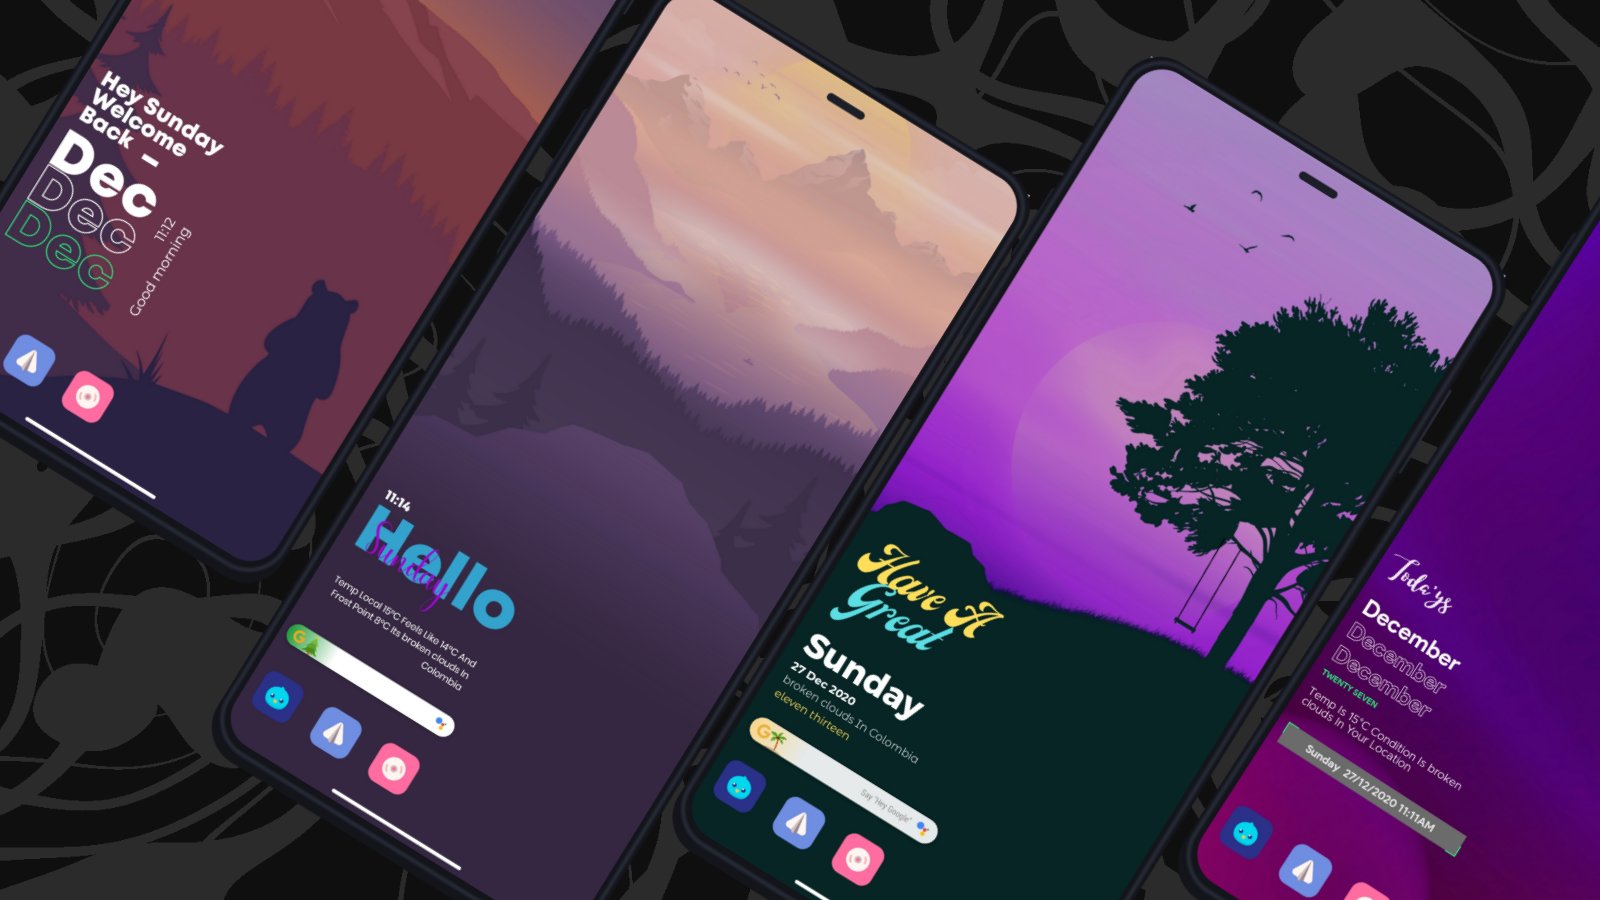 Hey Sunday
Welcome
Back -
Dec
Dec
Dec
11:12
Good morning
11:14
Hello
Sunday
Temp Local 15°C Feels Like 14°C And
Frost Point 8°C Its broken clouds In
Colombia
G
Have A
Great
Sunday
27 Dec 2020
broken clouds In Colombia
eleven thirteen
G
Say "Hey Google"
Toda'ys
December
December
December
TWENTY SEVEN
Temp Is 15°C Condition Is broken
clouds In Your Location
Sunday 27/12/2020 11:11AM